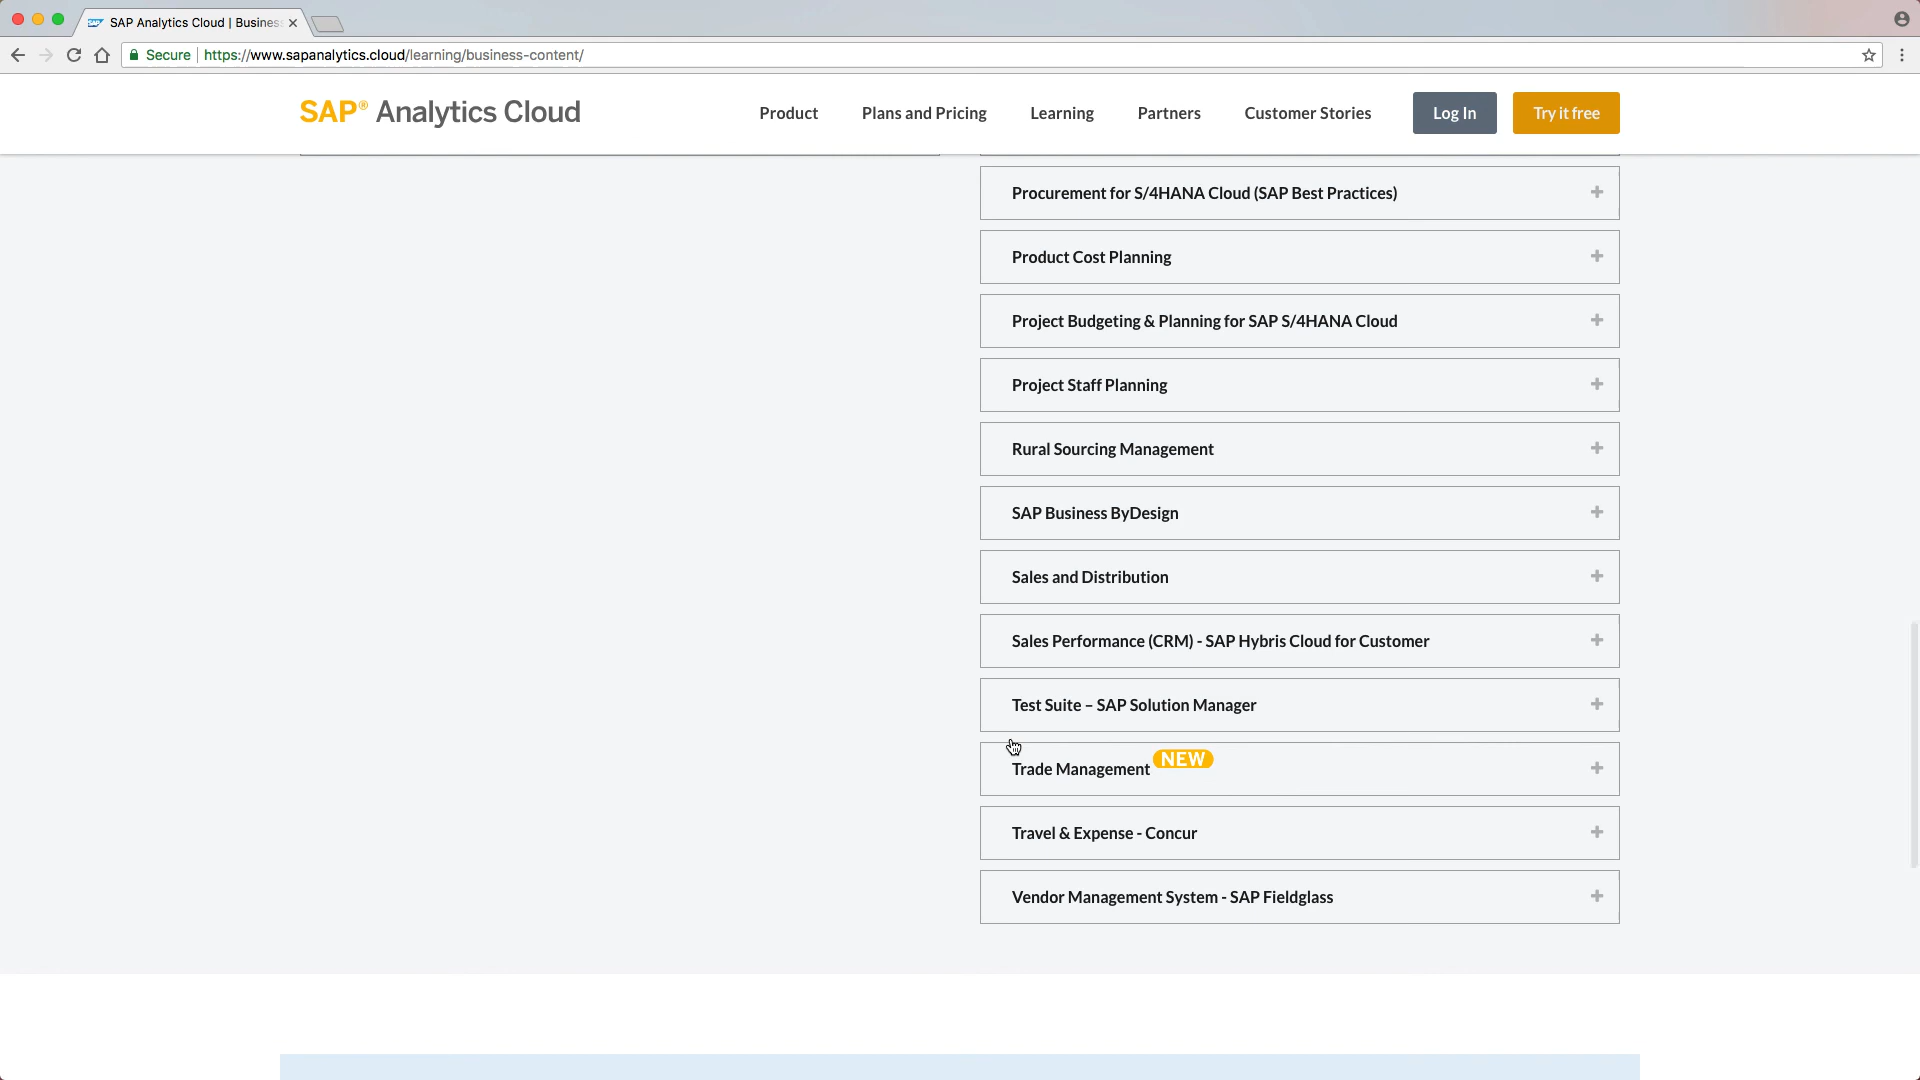 SAP Analytics Cloud | Busines
Secure
https://www.sapanalytics.cloud/learning/business-content/
SAP® Analytics Cloud
Product
Plans and Pricing
Learning
Partners
Customer Stories
Log In
Try it free
Procurement for S/4HANA Cloud (SAP Best Practices)
Product Cost Planning
Project Budgeting & Planning for SAP S/4HANA Cloud
Project Staff Planning
Rural Sourcing Management
SAP Business ByDesign
Sales and Distribution
Sales Performance (CRM) - SAP Hybris Cloud for Customer
Test Suite – SAP Solution Manager
Trade Management NEW
Travel & Expense - Concur
Vendor Management System - SAP Fieldglass